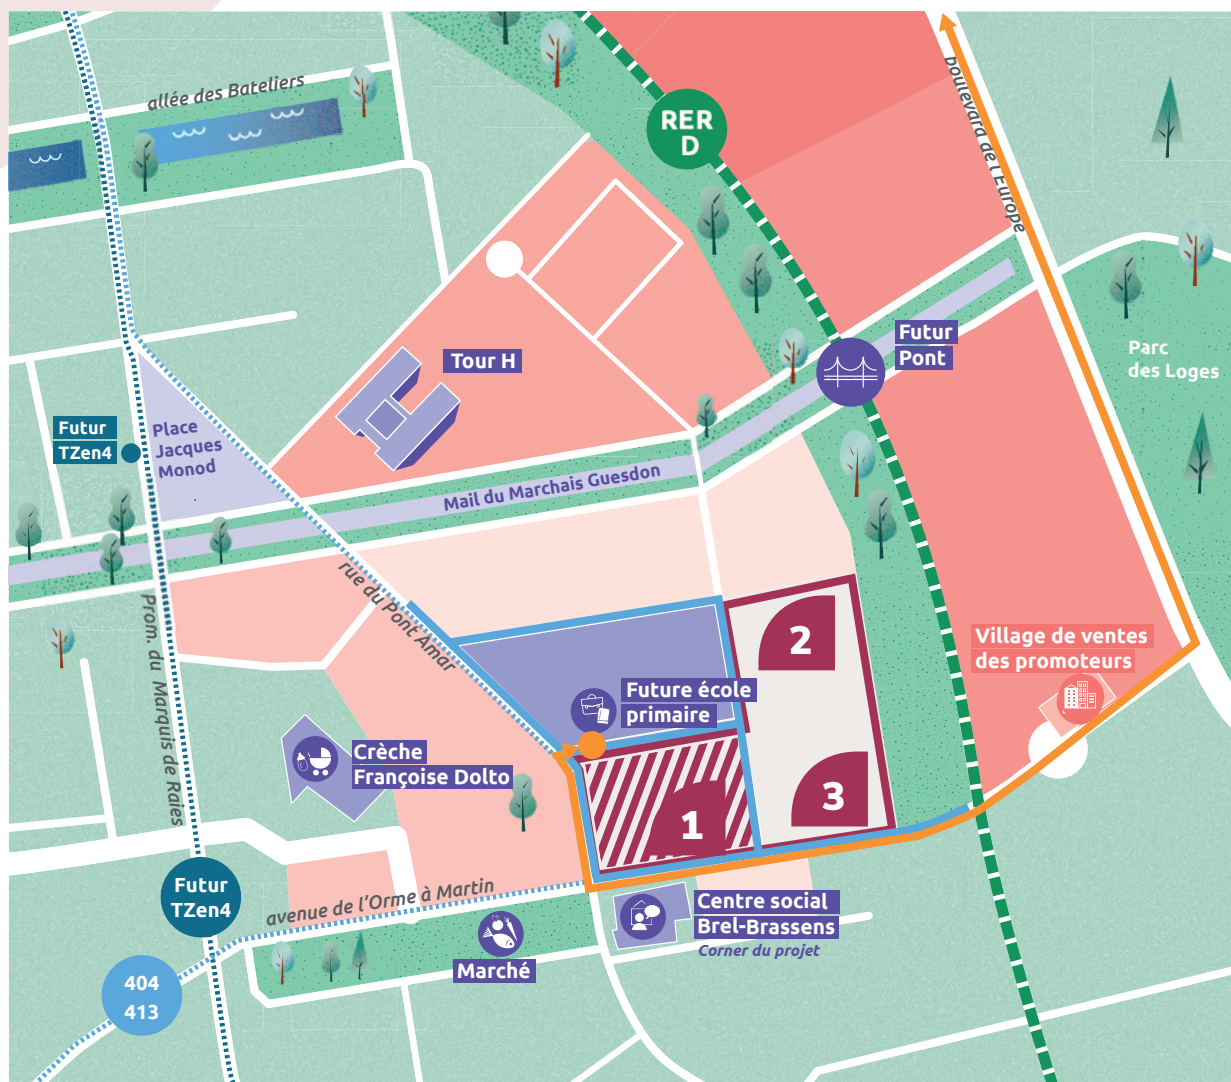 allée des Bateliers
RER
D
boulevard de l'Europe
Futur
Pont
Parc
des Loges
Tour H
Futur
TZen4
Place
Jacques
Monod
Mail du Marchais Guesdon
rue du Pont Amar
Prom. du Marquis de Raies
2
Village de ventes
des promoteurs
Future école
primaire
Crèche
Françoise Dolto
3
1
Futur
TZen4
avenue de l'Orme à Martin
Centre social
Brel-Brassens
Corner du projet
Marché
404
413